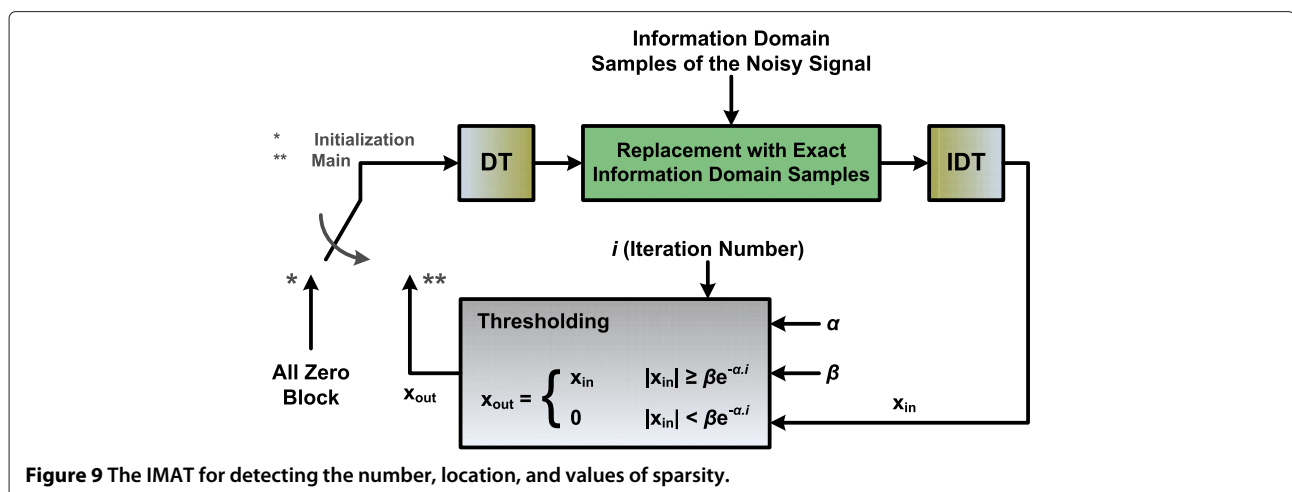 Information Domain
Samples of the Noisy Signal
* Initialization
** Main
DT
Replacement with Exact
Information Domain Samples
IDT
i (Iteration Number)
* **
Thresholding
α
β
All Zero
Block
x_out
x_out = { x_in |x_in| ≥ βe^-α.i
0 |x_in| < βe^-α.i
x_in
Figure 9 The IMAT for detecting the number, location, and values of sparsity.